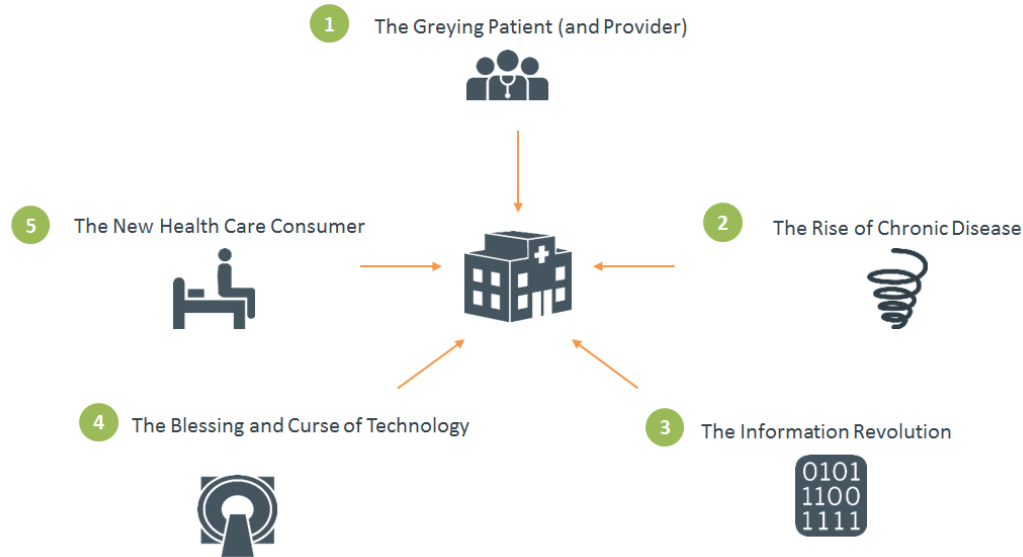 1 The Greying Patient (and Provider)
5 The New Health Care Consumer
2 The Rise of Chronic Disease
4 The Blessing and Curse of Technology
3 The Information Revolution
0101
1100
1111